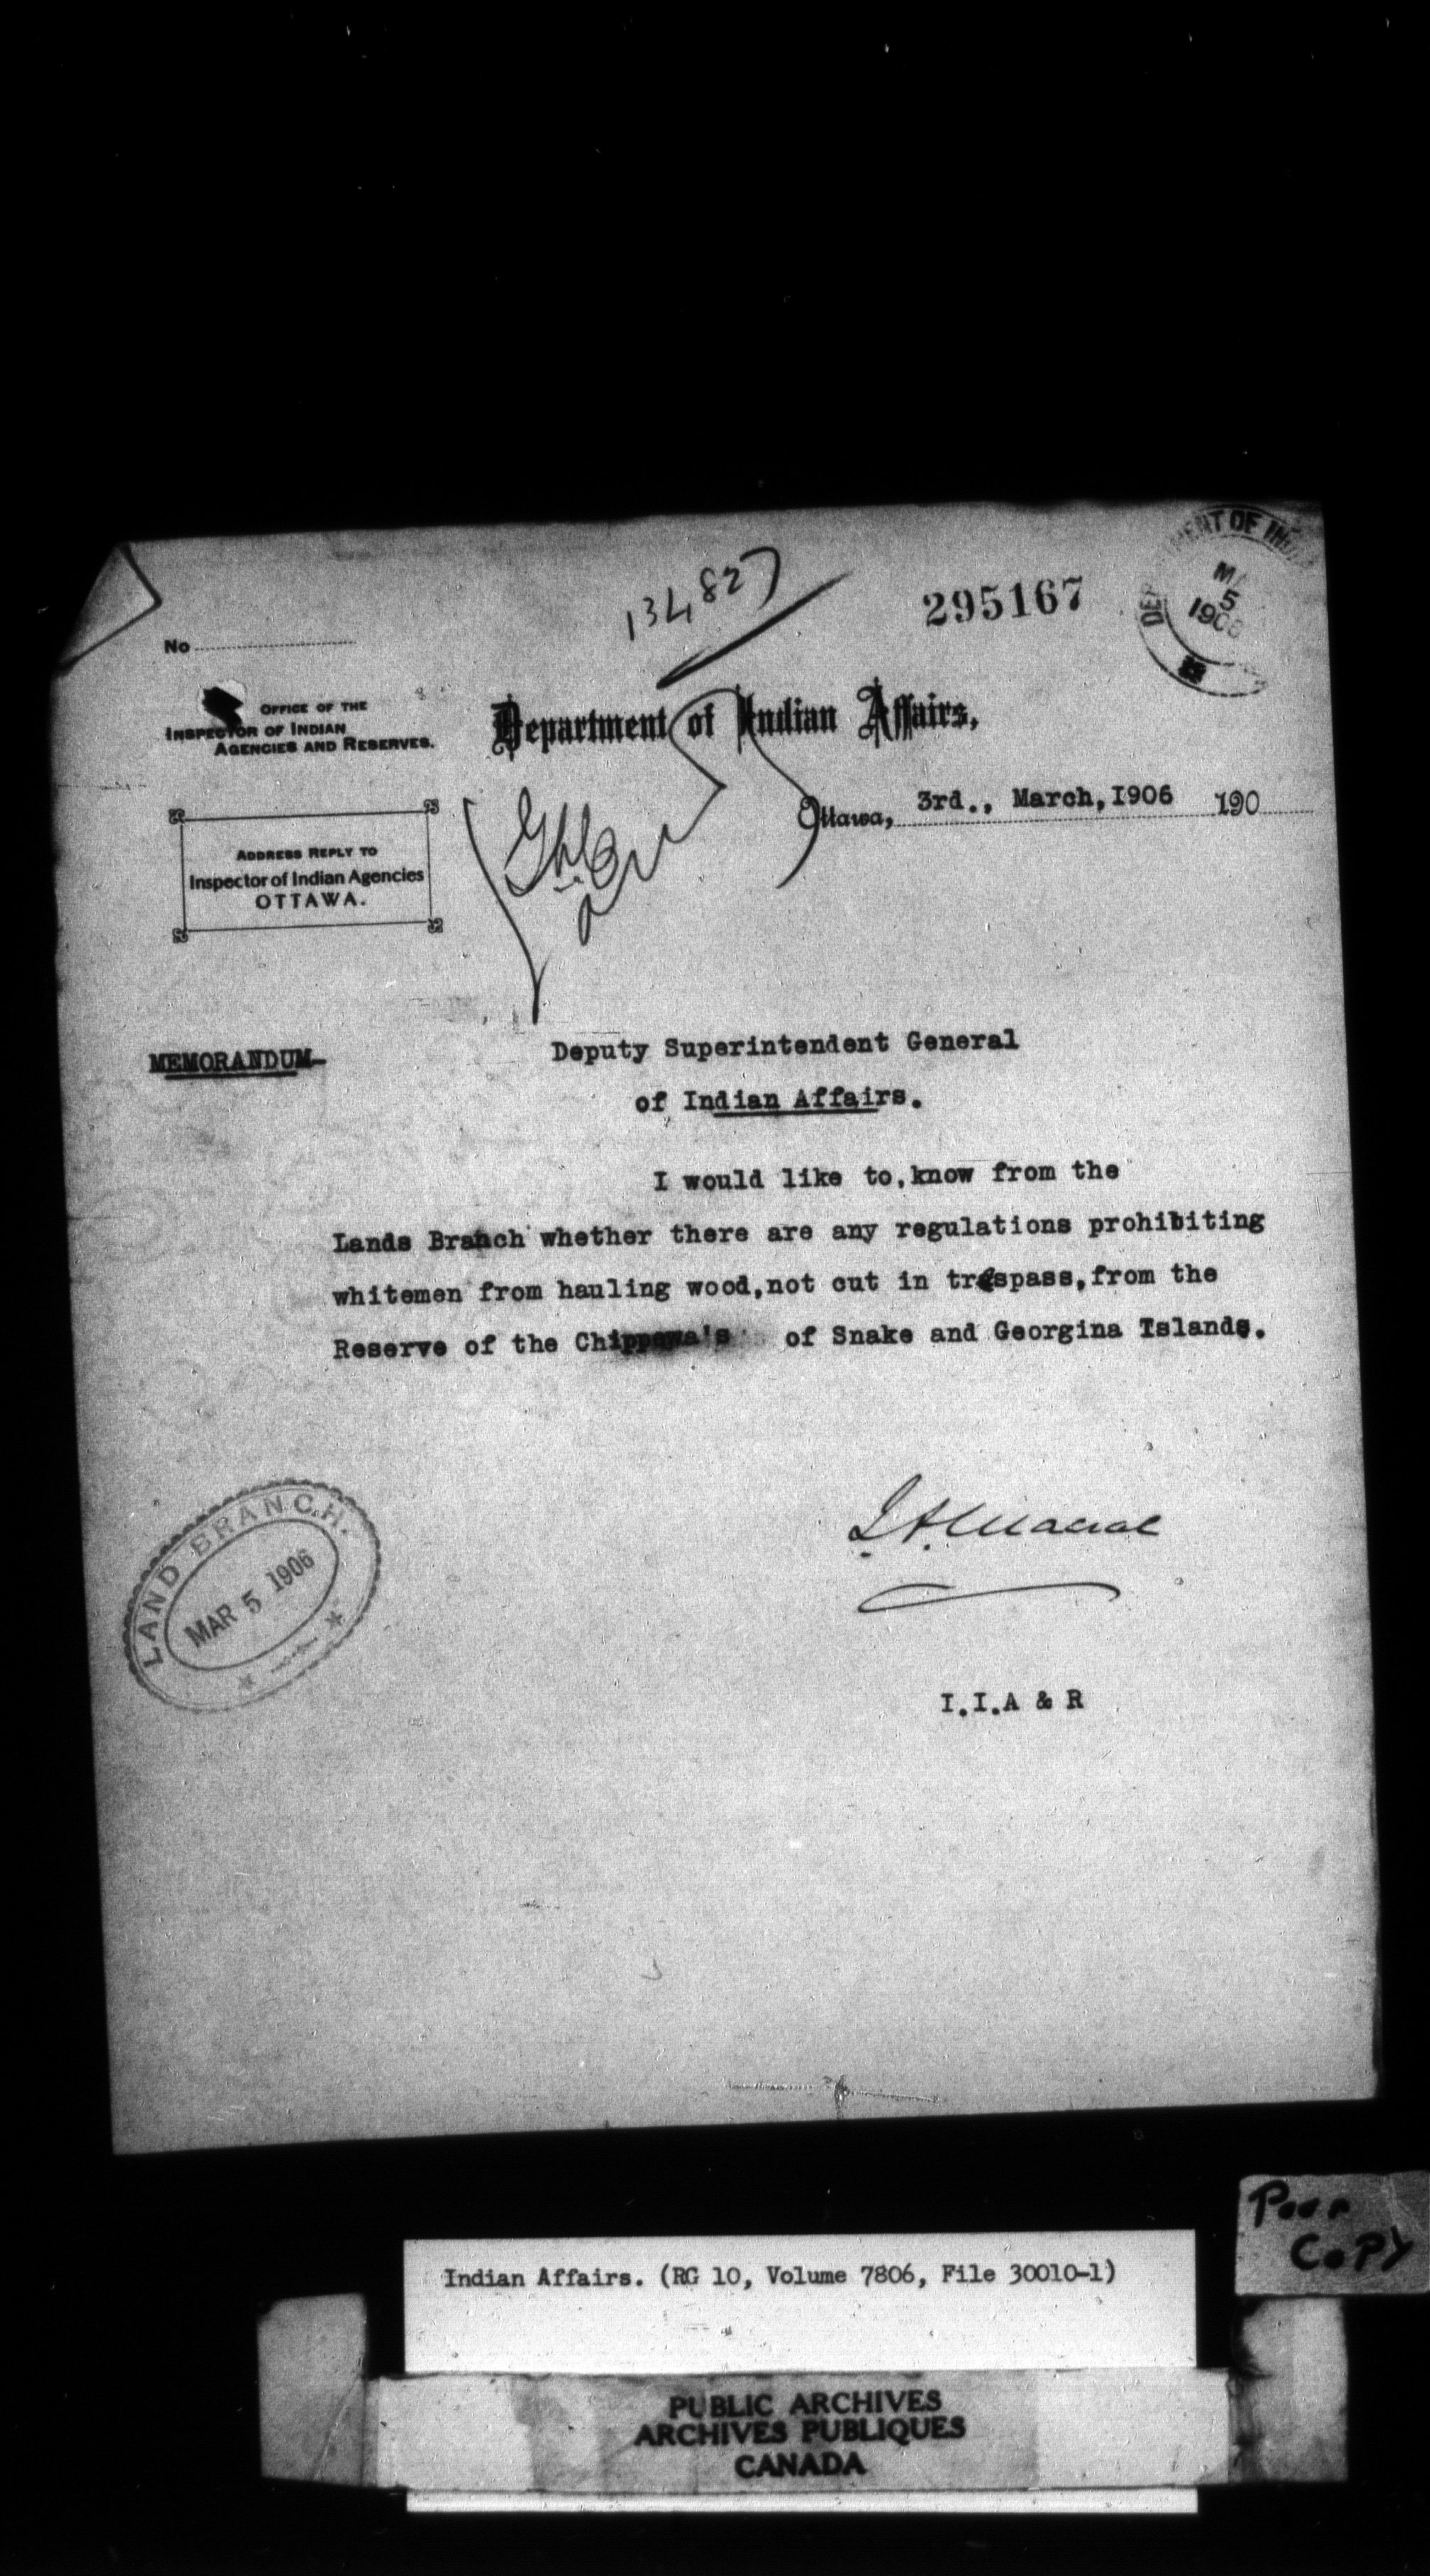 134827
295167
MENT OF INDI
5
1906
No
OFFICE OF THE
INSPECTOR OF INDIAN
AGENCIES AND RESERVES.
Department of Indian Affairs,
Ottawa, 3rd., March, 1906 190
ADDRESS REPLY TO
Inspector of Indian Agencies
OTTAWA.
MEMORANDUM-
Deputy Superintendent General
of Indian Affairs.
I would like to know from the
Lands Branch whether there are any regulations prohibiting
whitemen from hauling wood, not cut in trespass, from the
Reserve of the Chippewa's of Snake and Georgina Islands.
LAND BRANCH.
MAR 5 1906
I.I.A & R
Poor
Copy
Indian Affairs. (RG 10, Volume 7806, File 30010-1)
PUBLIC ARCHIVES
ARCHIVES PUBLIQUES
CANADA